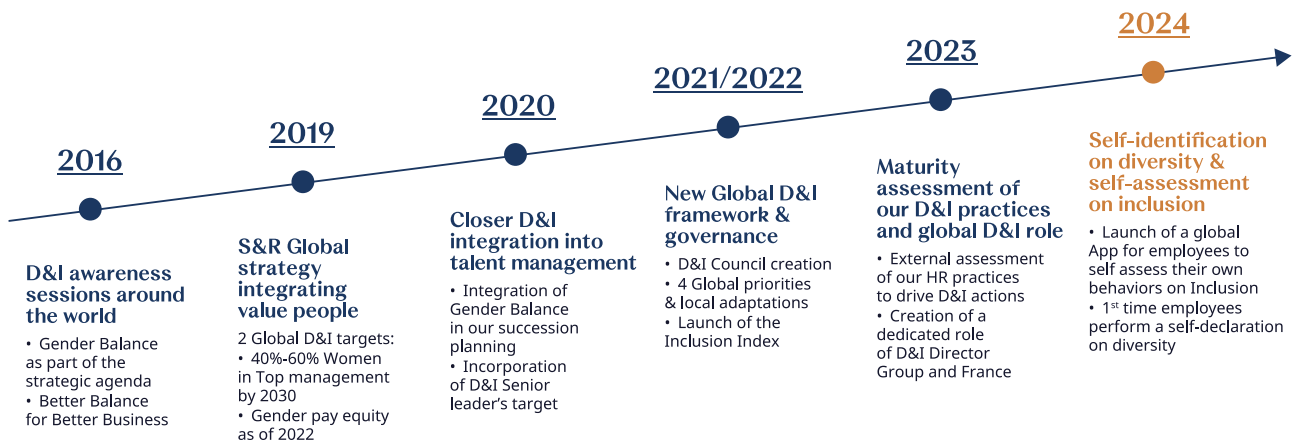 2016
D&I awareness
sessions around
the world
• Gender Balance
as part of the
strategic agenda
• Better Balance
for Better Business
2019
S&R Global
strategy
integrating
value people
2 Global D&I targets:
• 40%-60% Women
in Top management
by 2030
• Gender pay equity
as of 2022
2020
Closer D&I
integration into
talent management
• Integration of
Gender Balance
in our succession
planning
• Incorporation
of D&I Senior
leader’s target
2021/2022
New Global D&I
framework &
governance
• D&I Council creation
• 4 Global priorities
& local adaptations
• Launch of the
Inclusion Index
2023
Maturity
assessment of
our D&I practices
and global D&I role
• External assessment
of our HR practices
to drive D&I actions
• Creation of a
dedicated role
of D&I Director
Group and France
2024
Self-identification
on diversity &
self-assessment
on inclusion
• Launch of a global
App for employees to
self assess their own
behaviors on Inclusion
• 1st time employees
perform a self-declaration
on diversity